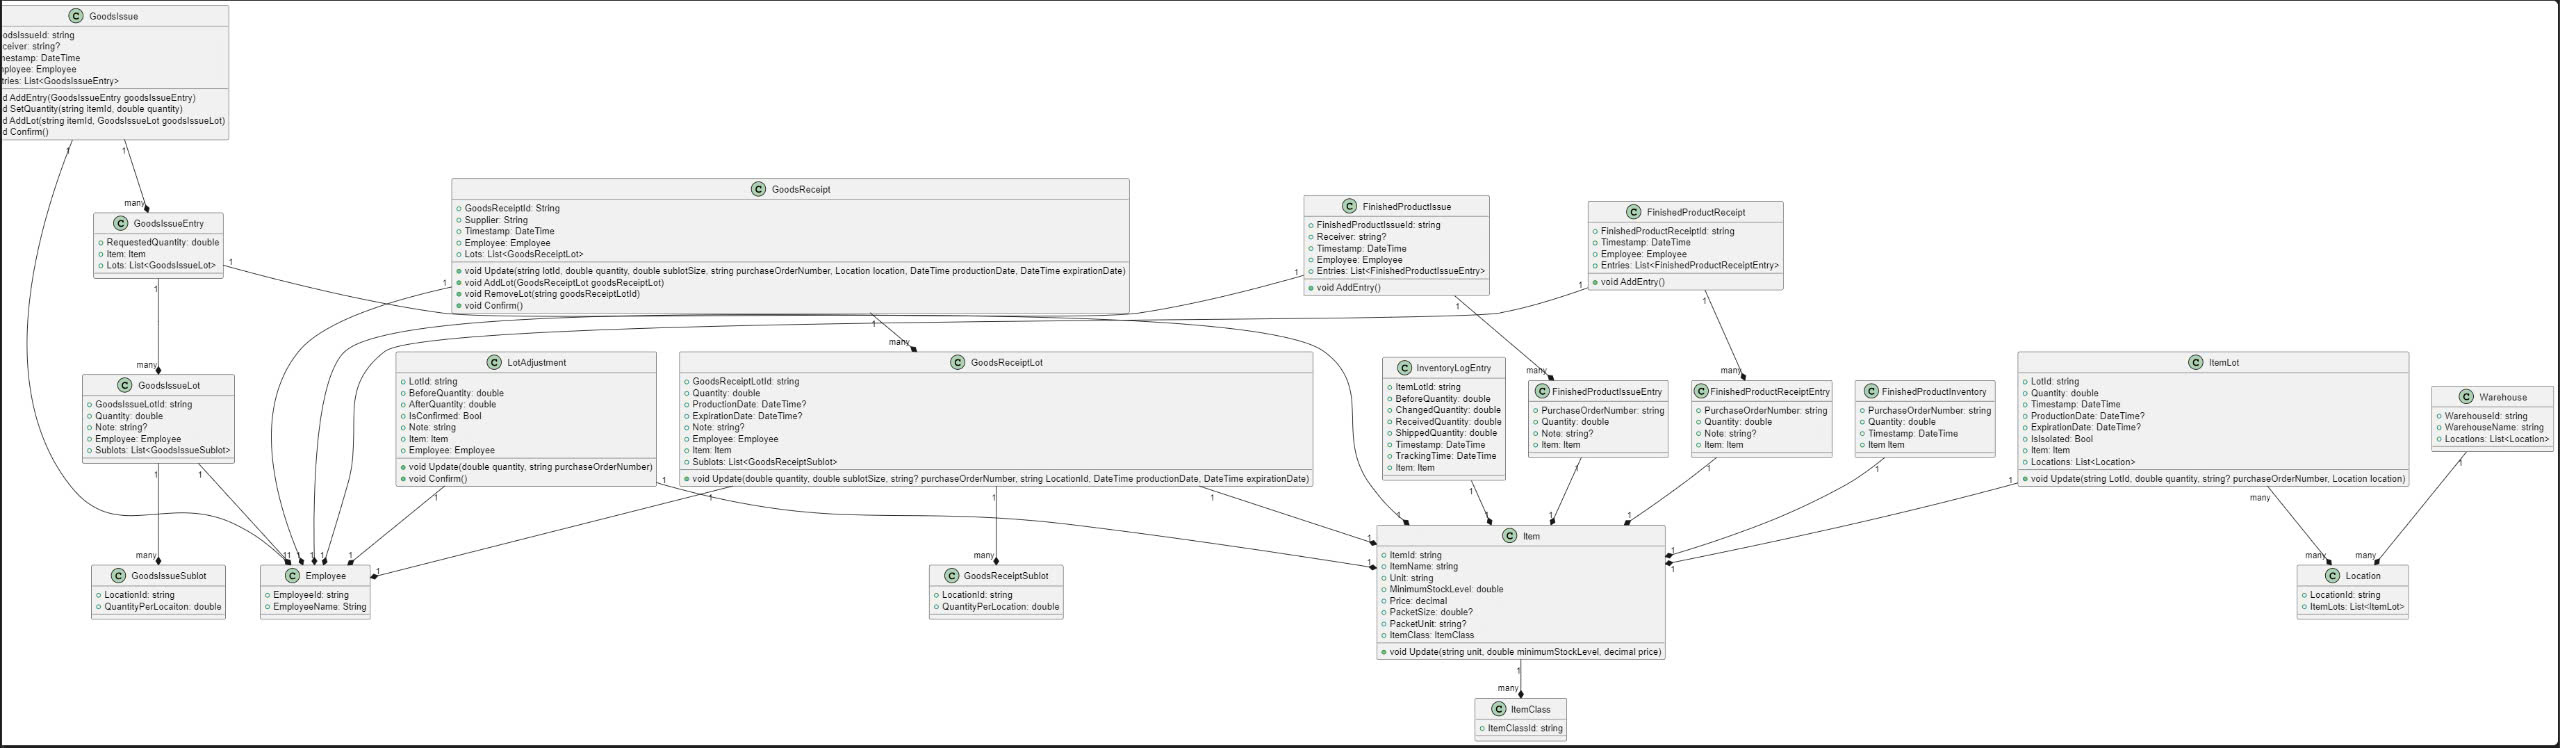 C GoodsIssue
odsIssueId: string
ceiver: string?
nestamp: DateTime
nployee: Employee
tries: List<GoodsIssueEntry>
d AddEntry(GoodsIssueEntry goodsIssueEntry)
d SetQuantity(string itemId, double quantity)
d AddLot(string itemId, GoodsIssueLot goodsIssueLot)
d Confirm()
1
1
many
C GoodsIssueEntry
RequestedQuantity: double
Item: Item
Lots: List<GoodsIssueLot>
1
1
many
C GoodsReceipt
GoodsReceiptId: String
Supplier: String
Timestamp: DateTime
Employee: Employee
Lots: List<GoodsReceiptLot>
void Update(string lotId, double quantity, double sublotSize, string purchaseOrderNumber, Location location, DateTime productionDate, DateTime expirationDate)
void AddLot(GoodsReceiptLot goodsReceiptLot)
void RemoveLot(string goodsReceiptLotId)
void Confirm()
1
1
many
C FinishedProductIssue
FinishedProductIssueId: string
Receiver: string?
Timestamp: DateTime
Employee: Employee
Entries: List<FinishedProductIssueEntry>
void AddEntry()
1
1
many
C FinishedProductReceipt
FinishedProductReceiptId: string
Timestamp: DateTime
Employee: Employee
Entries: List<FinishedProductReceiptEntry>
void AddEntry()
1
1
many
C GoodsIssueLot
GoodsIssueLotId: string
Quantity: double
Note: string?
Employee: Employee
Sublots: List<GoodsIssueSublot>
1
1
many
C LotAdjustment
LotId: string
BeforeQuantity: double
AfterQuantity: double
IsConfirmed: Bool
Note: string
Item: Item
Employee: Employee
void Update(double quantity, string purchaseOrderNumber)
void Confirm()
1
1
C GoodsReceiptLot
GoodsReceiptLotId: string
Quantity: double
ProductionDate: DateTime?
ExpirationDate: DateTime?
Note: string?
Employee: Employee
Item: Item
Sublots: List<GoodsReceiptSublot>
void Update(double quantity, double sublotSize, string? purchaseOrderNumber, string LocationId, DateTime productionDate, DateTime expirationDate)
1
1
1
many
C InventoryLogEntry
ItemLotId: string
BeforeQuantity: double
ChangedQuantity: double
ReceivedQuantity: double
ShippedQuantity: double
Timestamp: DateTime
TrackingTime: DateTime
Item: Item
1
C FinishedProductIssueEntry
PurchaseOrderNumber: string
Quantity: double
Note: string?
Item: Item
1
C FinishedProductReceiptEntry
PurchaseOrderNumber: string
Quantity: double
Note: string?
Item: Item
1
C FinishedProductInventory
PurchaseOrderNumber: string
Quantity: double
Timestamp: DateTime
Item Item
1
C ItemLot
LotId: string
Quantity: double
Timestamp: DateTime
ProductionDate: DateTime?
ExpirationDate: DateTime?
IsIsolated: Bool
Item: Item
Locations: List<Location>
void Update(string LotId, double quantity, string? purchaseOrderNumber, Location location)
1
many
many
C Warehouse
WarehouseId: string
WarehouseName: string
Locations: List<Location>
1
many
C GoodsIssueSublot
LocationId: string
QuantityPerLocaiton: double
11
1
1
1
1
1
C Employee
EmployeeId: string
EmployeeName: String
C GoodsReceiptSublot
LocationId: string
QuantityPerLocation: double
1
1
1
1
1
1
1
1
C Item
ItemId: string
ItemName: string
Unit: string
MinimumStockLevel: double
Price: decimal
PacketSize: double?
PacketUnit: string?
ItemClass: ItemClass
void Update(string unit, double minimumStockLevel, decimal price)
1
many
C ItemClass
ItemClassId: string
C Location
LocationId: string
ItemLots: List<ItemLot>